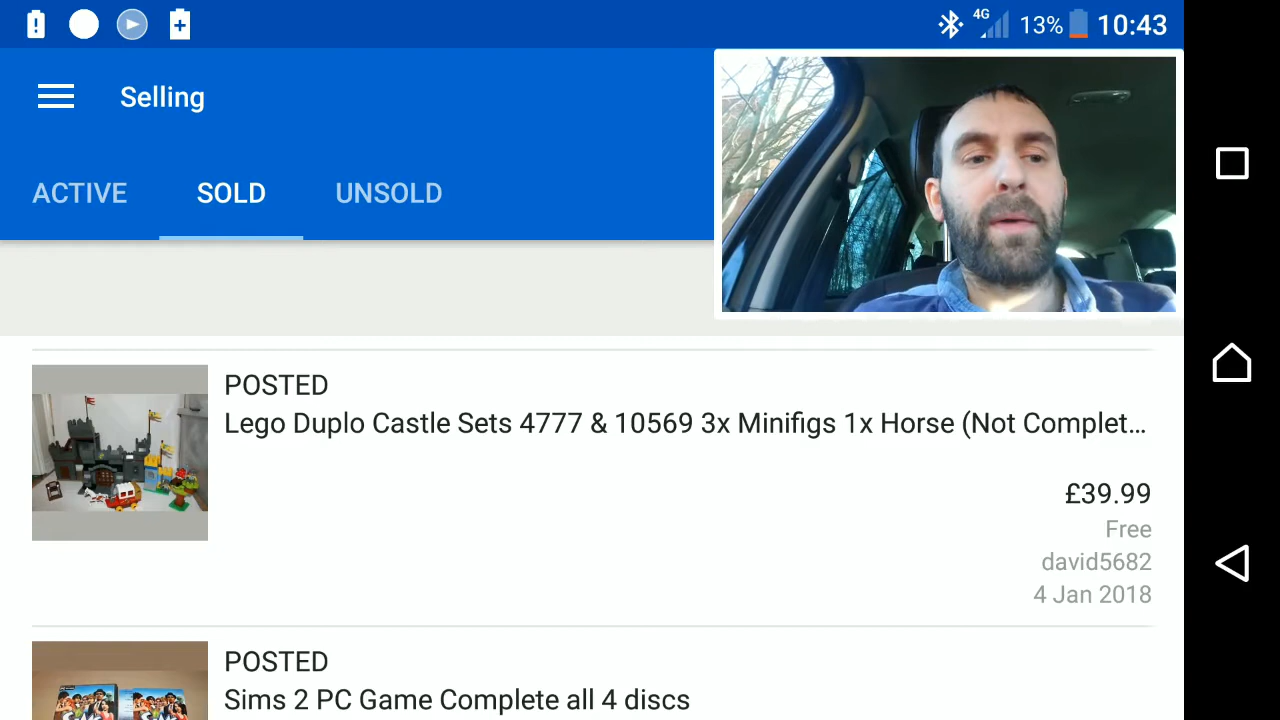 4G 13% 10:43
Selling
ACTIVE SOLD UNSOLD
POSTED
Lego Duplo Castle Sets 4777 & 10569 3x Minifigs 1x Horse (Not Complet...
£39.99
Free
david5682
4 Jan 2018
POSTED
Sims 2 PC Game Complete all 4 discs